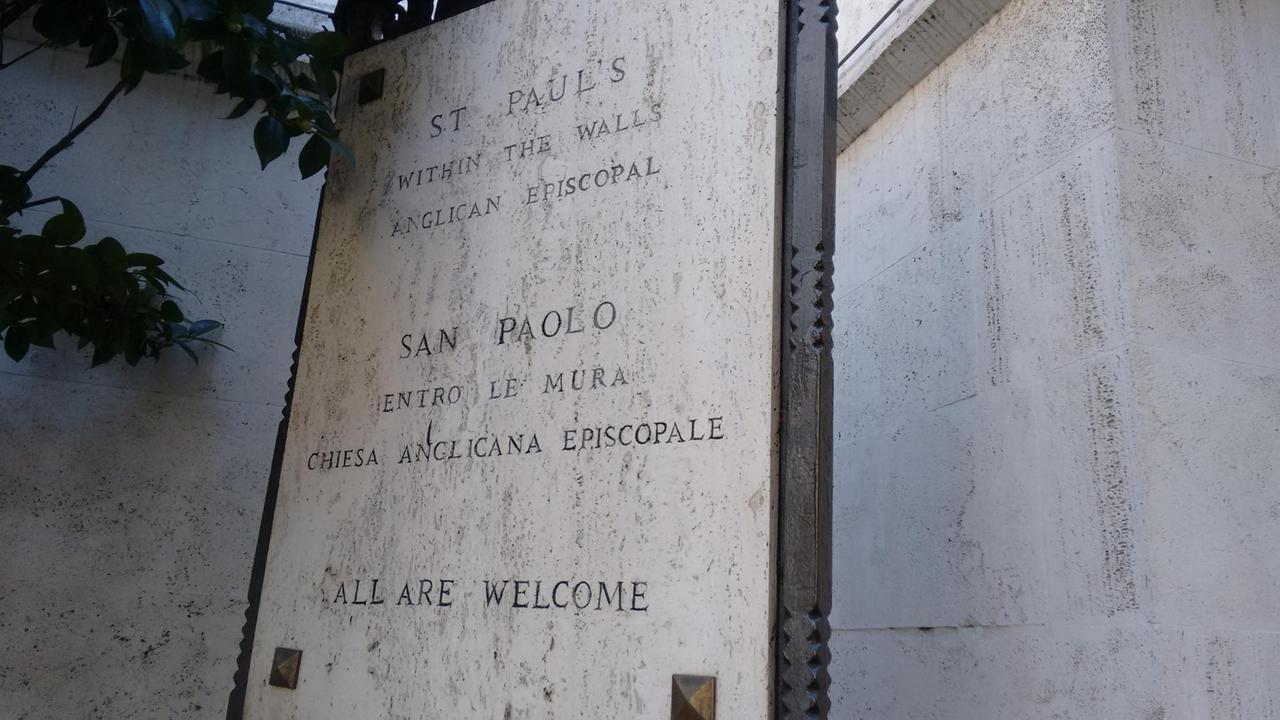 ST PAUL'S
WITHIN THE WALLS
ANGLICAN EPISCOPAL
SAN PAOLO
ENTRO LE MURA
CHIESA ANGLICANA EPISCOPALE
ALL ARE WELCOME